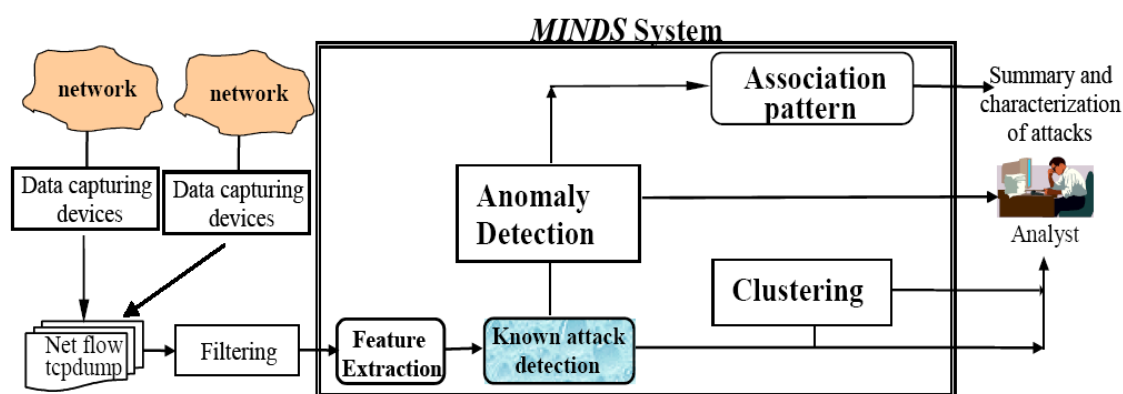 MINDS System
network
network
Data capturing
devices
Data capturing
devices
Net flow
tcpdump
Filtering
Feature
Extraction
Known attack
detection
Anomaly
Detection
Association
pattern
Clustering
Summary and
characterization
of attacks
Analyst